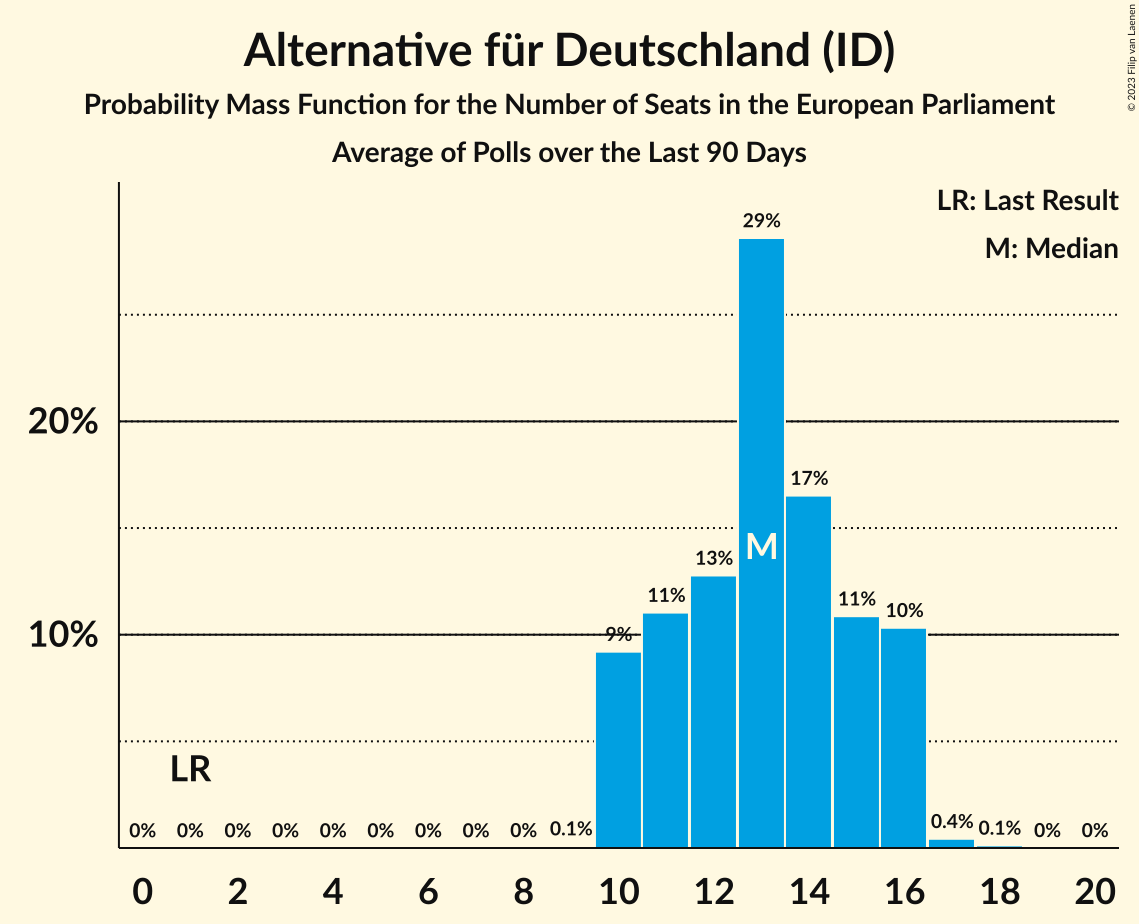 Alternative für Deutschland (ID)
Probability Mass Function for the Number of Seats in the European Parliament
Average of Polls over the Last 90 Days
© 2023 Filip van Laenen
LR: Last Result
M: Median
20%
10%
LR
M
0% 0% 0% 0% 0% 0% 0% 0% 0% 0.1% 9% 11% 13% 29% 17% 11% 10% 0.4% 0.1% 0% 0%
0 2 4 6 8 10 12 14 16 18 20